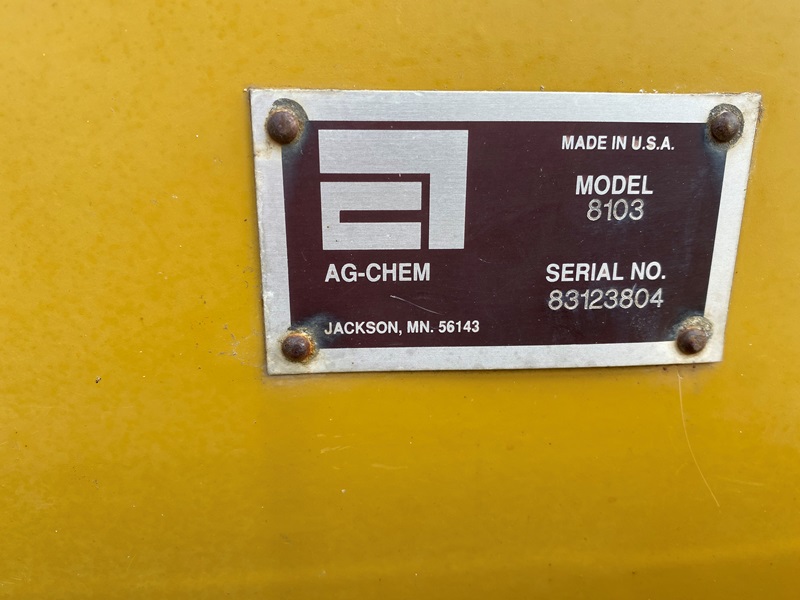 MADE IN U.S.A.
MODEL
8103
AG-CHEM
SERIAL NO.
83123804
JACKSON, MN. 56143